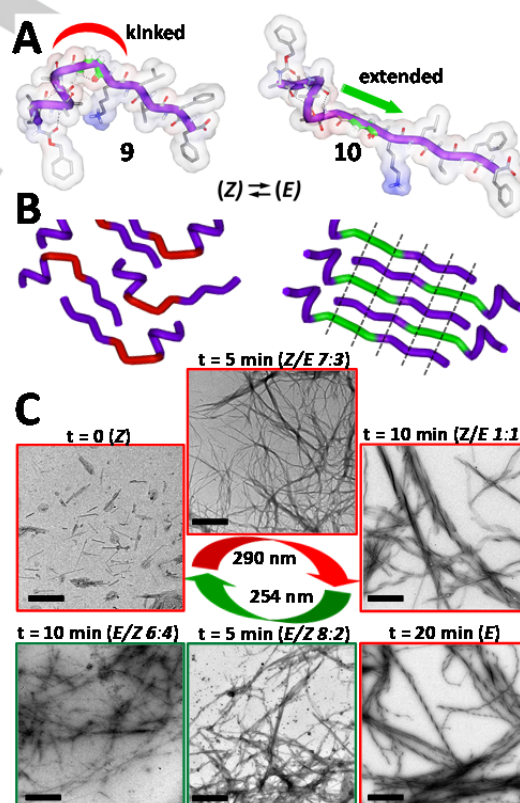 A
kinked
9
extended
10
(Z) ⇌ (E)
B
C
t = 5 min (Z/E 7:3)
t = 0 (Z)
t = 10 min (Z/E 1:1
290 nm
254 nm
t = 10 min (E/Z 6:4)
t = 5 min (E/Z 8:2)
t = 20 min (E)